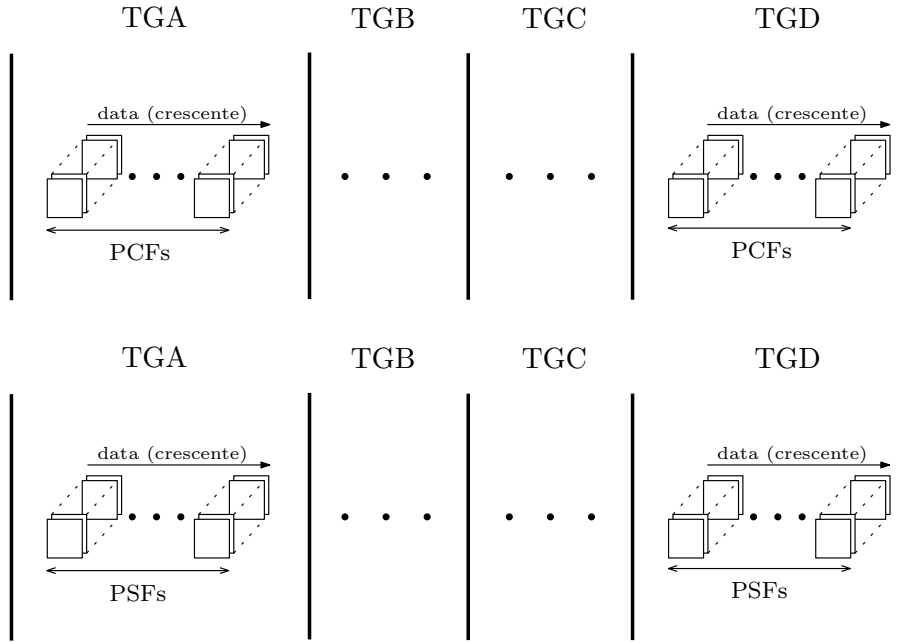 TGA TGB TGC TGD
data (crescente) data (crescente)
PCFs PCFs
TGA TGB TGC TGD
data (crescente) data (crescente)
PSFs PSFs